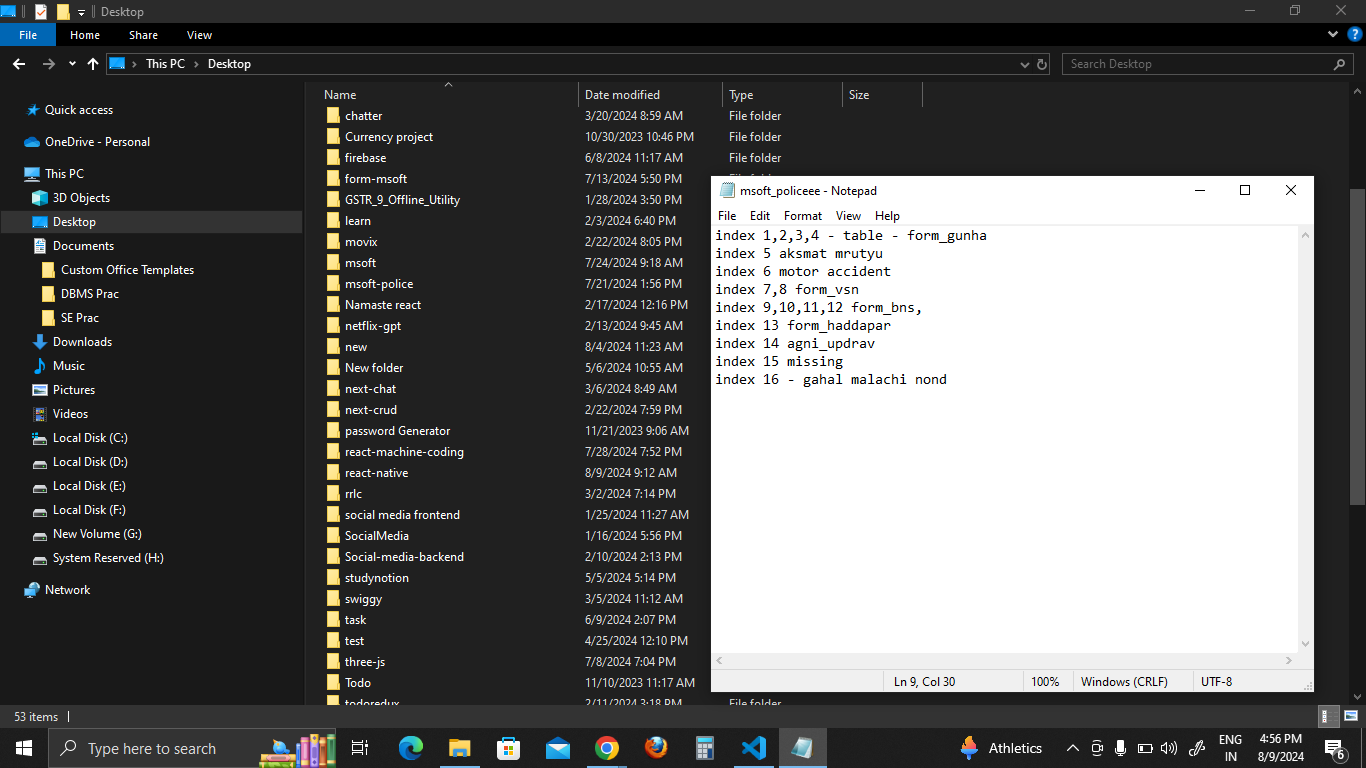 Desktop
File Home Share View
This PC > Desktop
Search Desktop
Quick access
OneDrive - Personal
This PC
3D Objects
Desktop
Documents
Custom Office Templates
DBMS Prac
SE Prac
Downloads
Music
Pictures
Videos
Local Disk (C:)
Local Disk (D:)
Local Disk (E:)
Local Disk (F:)
New Volume (G:)
System Reserved (H:)
Network
Name Date modified Type Size
chatter 3/20/2024 8:59 AM File folder
Currency project 10/30/2023 10:46 PM File folder
firebase 6/8/2024 11:17 AM File folder
form-msoft 7/13/2024 5:50 PM
GSTR_9_Offline_Utility 1/28/2024 3:50 PM
learn 2/3/2024 6:40 PM
movix 2/22/2024 8:05 PM
msoft 7/24/2024 9:18 AM
msoft-police 7/21/2024 1:56 PM
Namaste react 2/17/2024 12:16 PM
netflix-gpt 2/13/2024 9:45 AM
new 8/4/2024 11:23 AM
New folder 5/6/2024 10:55 AM
next-chat 3/6/2024 8:49 AM
next-crud 2/22/2024 7:59 PM
password Generator 11/21/2023 9:06 AM
react-machine-coding 7/28/2024 7:52 PM
react-native 8/9/2024 9:12 AM
rrlc 3/2/2024 7:14 PM
social media frontend 1/25/2024 11:27 AM
SocialMedia 1/16/2024 5:56 PM
Social-media-backend 2/10/2024 2:13 PM
studynotion 5/5/2024 5:14 PM
swiggy 3/5/2024 11:12 AM
task 6/9/2024 2:07 PM
test 4/25/2024 12:10 PM
three-js 7/8/2024 7:04 PM
Todo 11/10/2023 11:17 AM
todoredux 2/11/2024 3:18 PM File folder
msoft_policeee - Notepad
File Edit Format View Help
index 1,2,3,4 - table - form_gunha
index 5 aksmat mrutyu
index 6 motor accident
index 7,8 form_vsn
index 9,10,11,12 form_bns,
index 13 form_haddapar
index 14 agni_updrav
index 15 missing
index 16 - gahal malachi nond
Ln 9, Col 30 100% Windows (CRLF) UTF-8
53 items
Type here to search
Athletics
ENG
IN
4:56 PM
8/9/2024
6